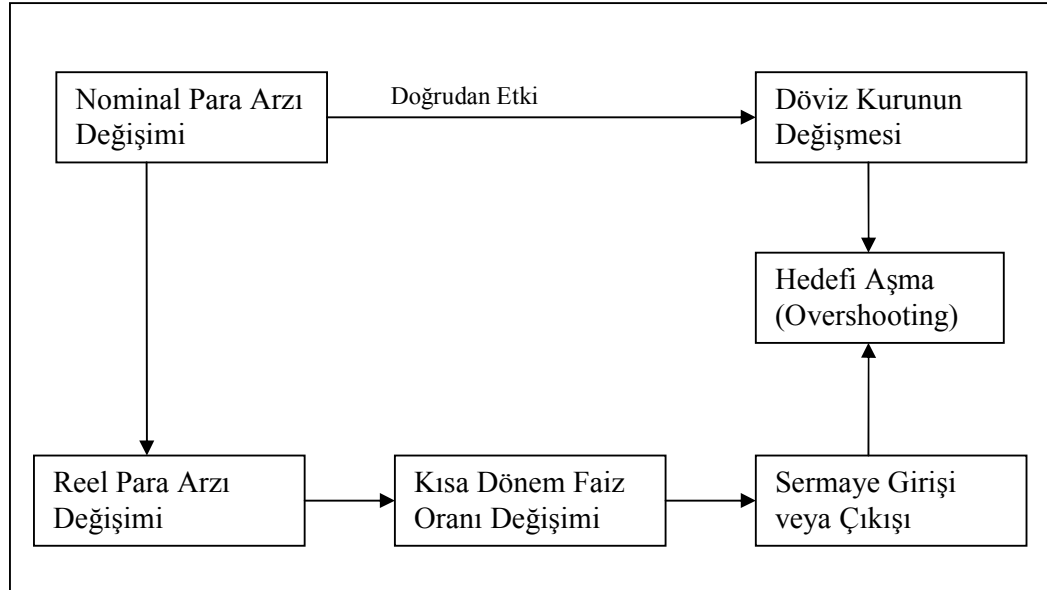 Nominal Para Arzı
Değişimi
Doğrudan Etki
Döviz Kurunun
Değişmesi
Hedefi Aşma
(Overshooting)
Reel Para Arzı
Değişimi
Kısa Dönem Faiz
Oranı Değişimi
Sermaye Girişi
veya Çıkışı